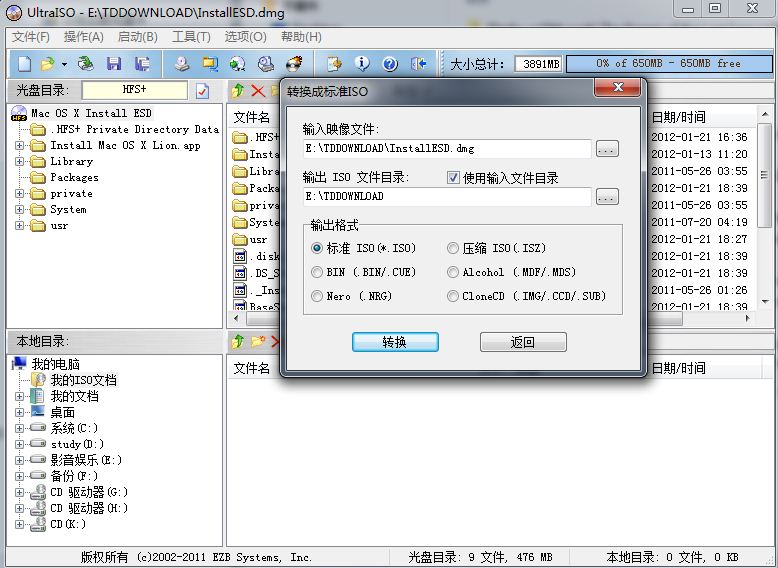 UltraISO - E:\TDDOWNLOAD\InstallESD.dmg
文件(F) 操作(A) 启动(B) 工具(T) 选项(O) 帮助(H)
大小总计: 3891MB 0% of 650MB - 650MB free
光盘目录: HFS+
Mac OS X Install ESD
.HFS+ Private Directory Data
Install Mac OS X Lion.app
Library
Packages
private
System
usr
文件名
.HFS+
Insta
Libra
Packa
priva
Syste
usr
.disk
.DS_S
._Ins
BaseS
日期/时间
2012-01-21 16:36
2012-01-13 11:20
2011-05-26 03:55
2012-01-21 18:39
2011-05-26 03:55
2011-07-20 04:19
2012-01-21 18:27
2012-01-21 18:39
2012-01-21 18:39
2011-05-26 01:26
2012-01-21 18:39
转换成标准ISO
输入映像文件:
E:\TDDOWNLOAD\InstallESD.dmg
...
输出 ISO 文件目录: 使用输入文件目录
E:\TDDOWNLOAD
...
输出格式
标准 ISO(*.ISO) 压缩 ISO(.ISZ)
BIN (.BIN/.CUE) Alcohol (.MDF/.MDS)
Nero (.NRG) CloneCD (.IMG/.CCD/.SUB)
转换 返回
本地目录:
我的电脑
我的ISO文档
我的文档
桌面
系统(C:)
study(D:)
影音娱乐(E:)
备份(F:)
CD 驱动器(G:)
CD 驱动器(H:)
CD(K:)
文件名 日期/时间
版权所有 (c)2002-2011 EZB Systems, Inc. 光盘目录: 9 文件, 476 MB 本地目录: 0 文件, 0 KB